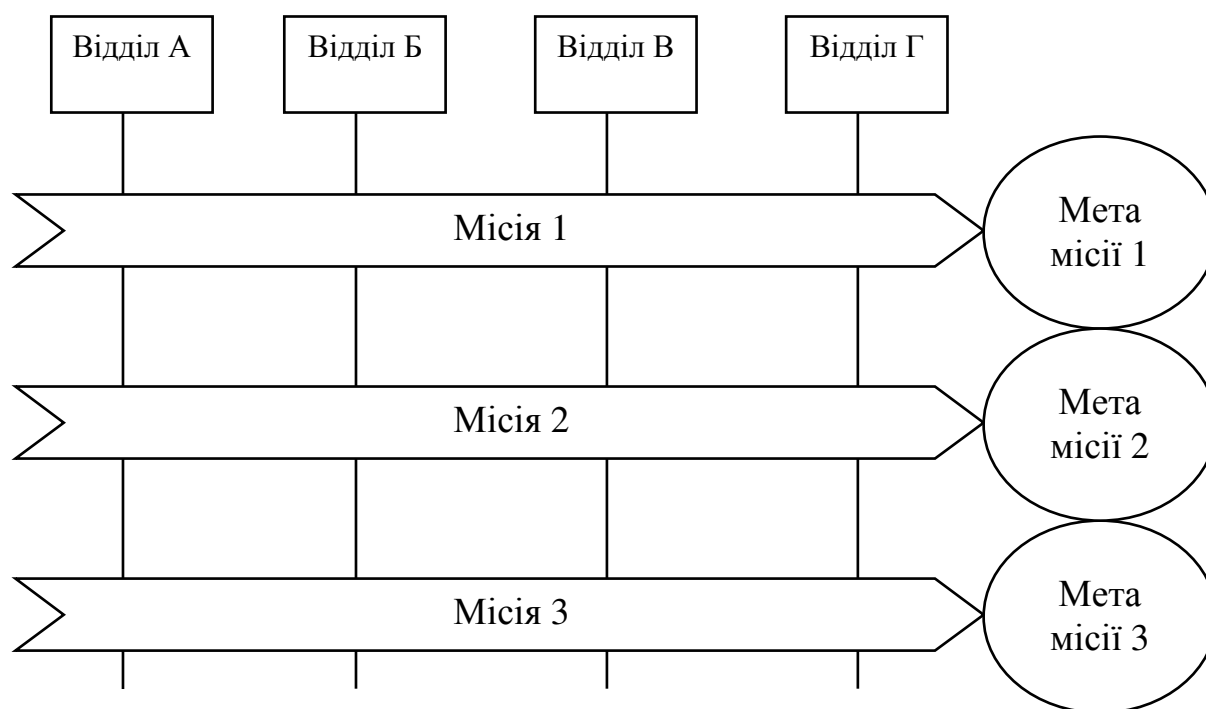 Відділ А
Відділ Б
Відділ В
Відділ Г
Місія 1
Мета
місії 1
Місія 2
Мета
місії 2
Місія 3
Мета
місії 3